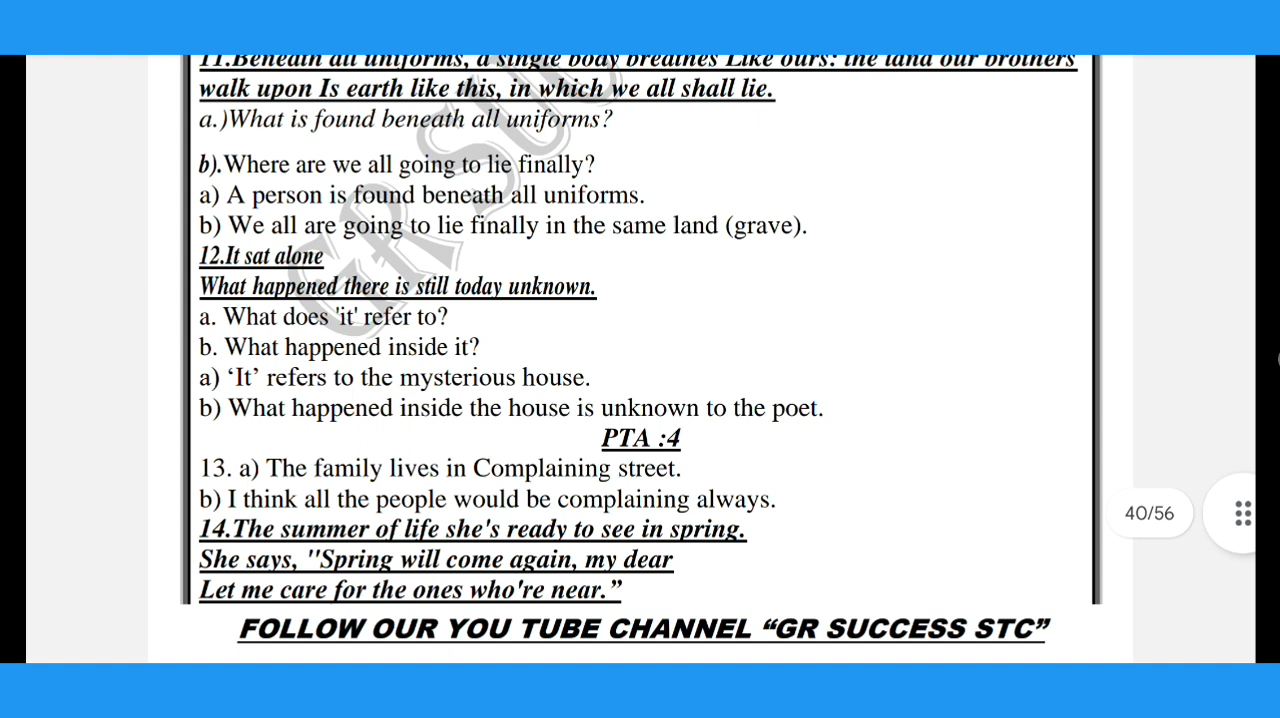 11.Beneath all uniforms, a single body breathes Like ours: the land our brothers
walk upon Is earth like this, in which we all shall lie.
a.)What is found beneath all uniforms?
b).Where are we all going to lie finally?
a) A person is found beneath all uniforms.
b) We all are going to lie finally in the same land (grave).
12.It sat alone
What happened there is still today unknown.
a. What does 'it' refer to?
b. What happened inside it?
a) ‘It’ refers to the mysterious house.
b) What happened inside the house is unknown to the poet.
PTA :4
13. a) The family lives in Complaining street.
b) I think all the people would be complaining always.
14.The summer of life she's ready to see in spring.
She says, "Spring will come again, my dear
Let me care for the ones who're near.”
FOLLOW OUR YOU TUBE CHANNEL “GR SUCCESS STC”
40/56
GR SUC